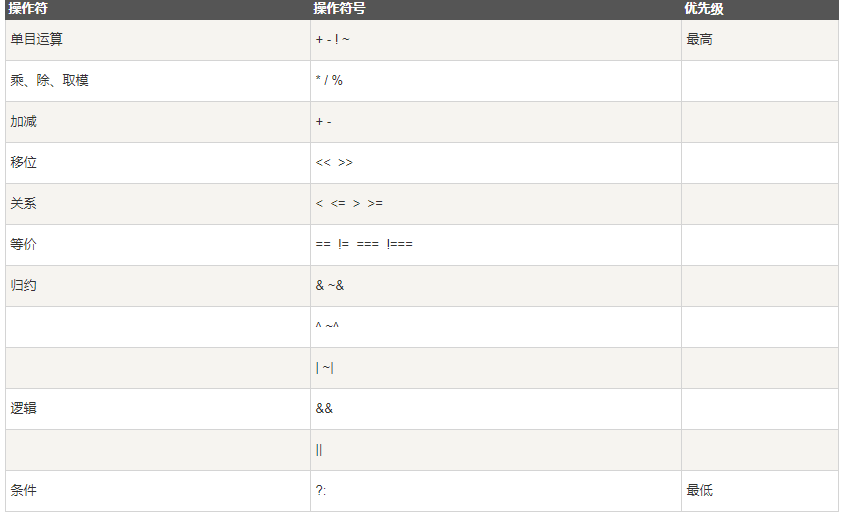 操作符 操作符号 优先级
单目运算 + - ! ~ 最高
乘、除、取模 * / %
加减 + -
移位 << >>
关系 < <= > >=
等价 == != === !===
归约 & ~&
^ ~^
| ~|
逻辑 &&
||
条件 ?: 最低